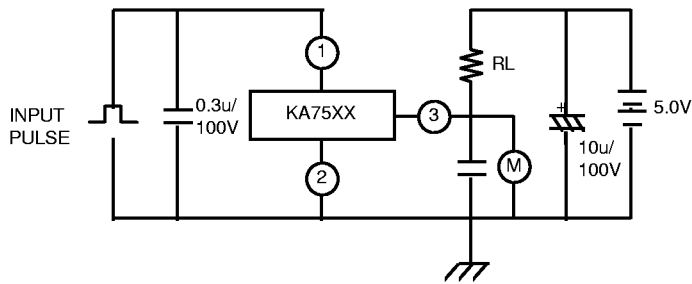 1
RL
INPUT
PULSE
0.3u/
100V
KA75XX
3
+
5.0V
10u/
100V
M
2